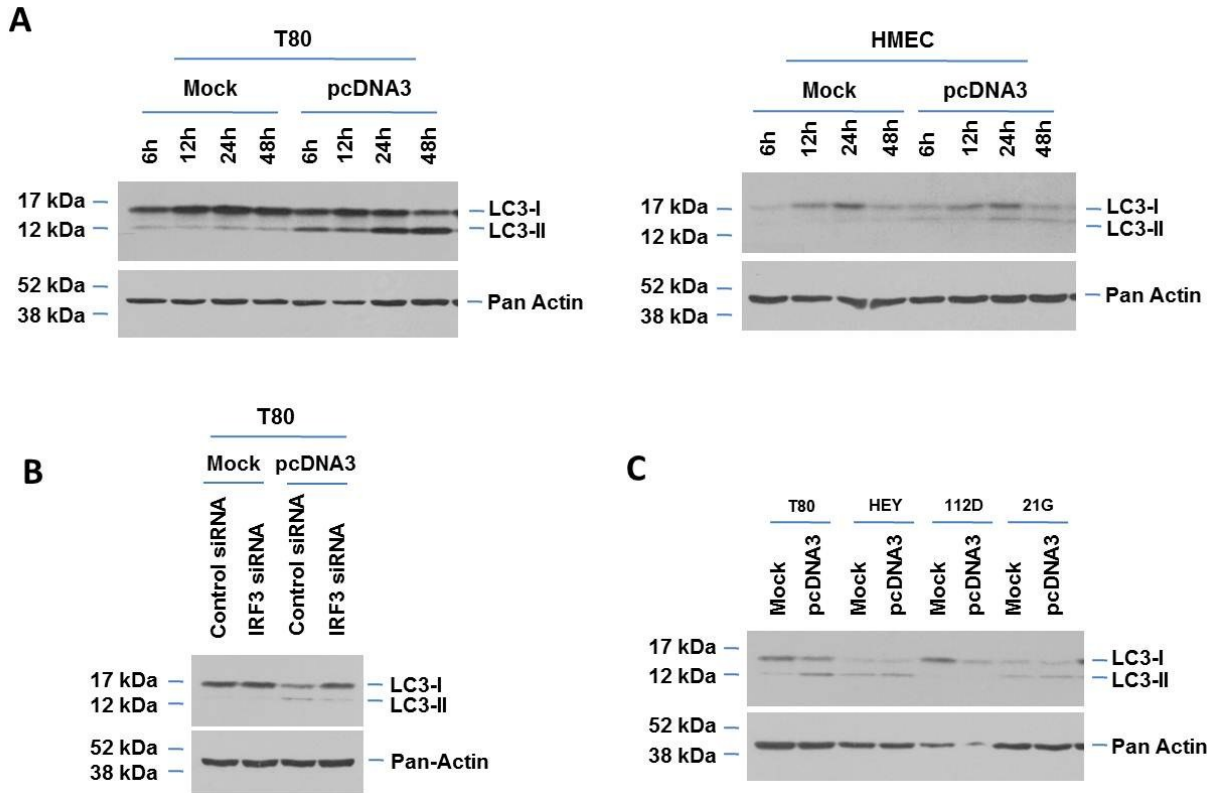 A
T80
Mock pcDNA3
6h 12h 24h 48h 6h 12h 24h 48h
17 kDa
12 kDa
LC3-I
LC3-II
52 kDa
38 kDa
Pan Actin
HMEC
Mock pcDNA3
6h 12h 24h 48h 6h 12h 24h 48h
17 kDa
12 kDa
LC3-I
LC3-II
52 kDa
38 kDa
Pan Actin
B
T80
Mock pcDNA3
Control siRNA
IRF3 siRNA
Control siRNA
IRF3 siRNA
17 kDa
12 kDa
LC3-I
LC3-II
52 kDa
38 kDa
Pan-Actin
C
T80 HEY 112D 21G
Mock
pcDNA3
Mock
pcDNA3
Mock
pcDNA3
Mock
pcDNA3
17 kDa
12 kDa
LC3-I
LC3-II
52 kDa
38 kDa
Pan Actin